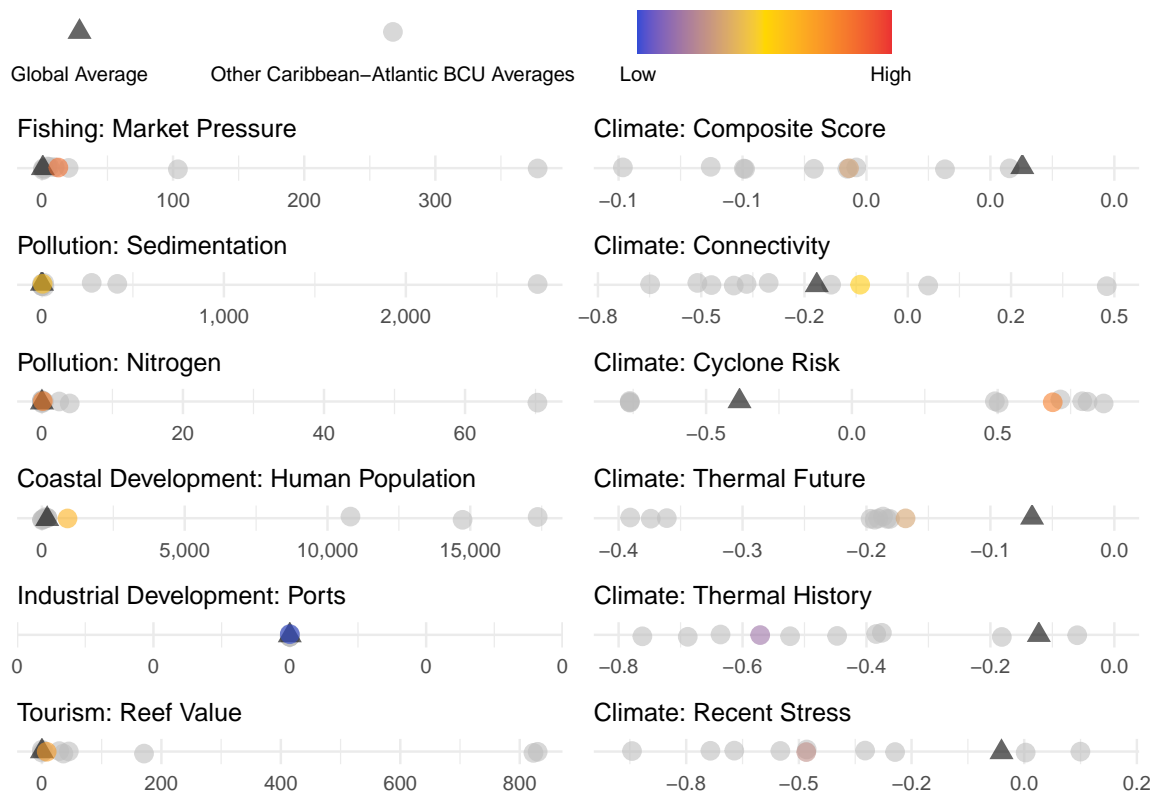 Global Average
Other Caribbean−Atlantic BCU Averages
Low
High
Fishing: Market Pressure
0 100 200 300
Pollution: Sedimentation
0 1,000 2,000
Pollution: Nitrogen
0 20 40 60
Coastal Development: Human Population
0 5,000 10,000 15,000
Industrial Development: Ports
0 0 0 0 0
Tourism: Reef Value
0 200 400 600 800
Climate: Composite Score
−0.1 −0.1 0.0 0.0 0.0
Climate: Connectivity
−0.8 −0.5 −0.2 0.0 0.2 0.5
Climate: Cyclone Risk
−0.5 0.0 0.5
Climate: Thermal Future
−0.4 −0.3 −0.2 −0.1 0.0
Climate: Thermal History
−0.8 −0.6 −0.4 −0.2 0.0
Climate: Recent Stress
−0.8 −0.5 −0.2 0.0 0.2